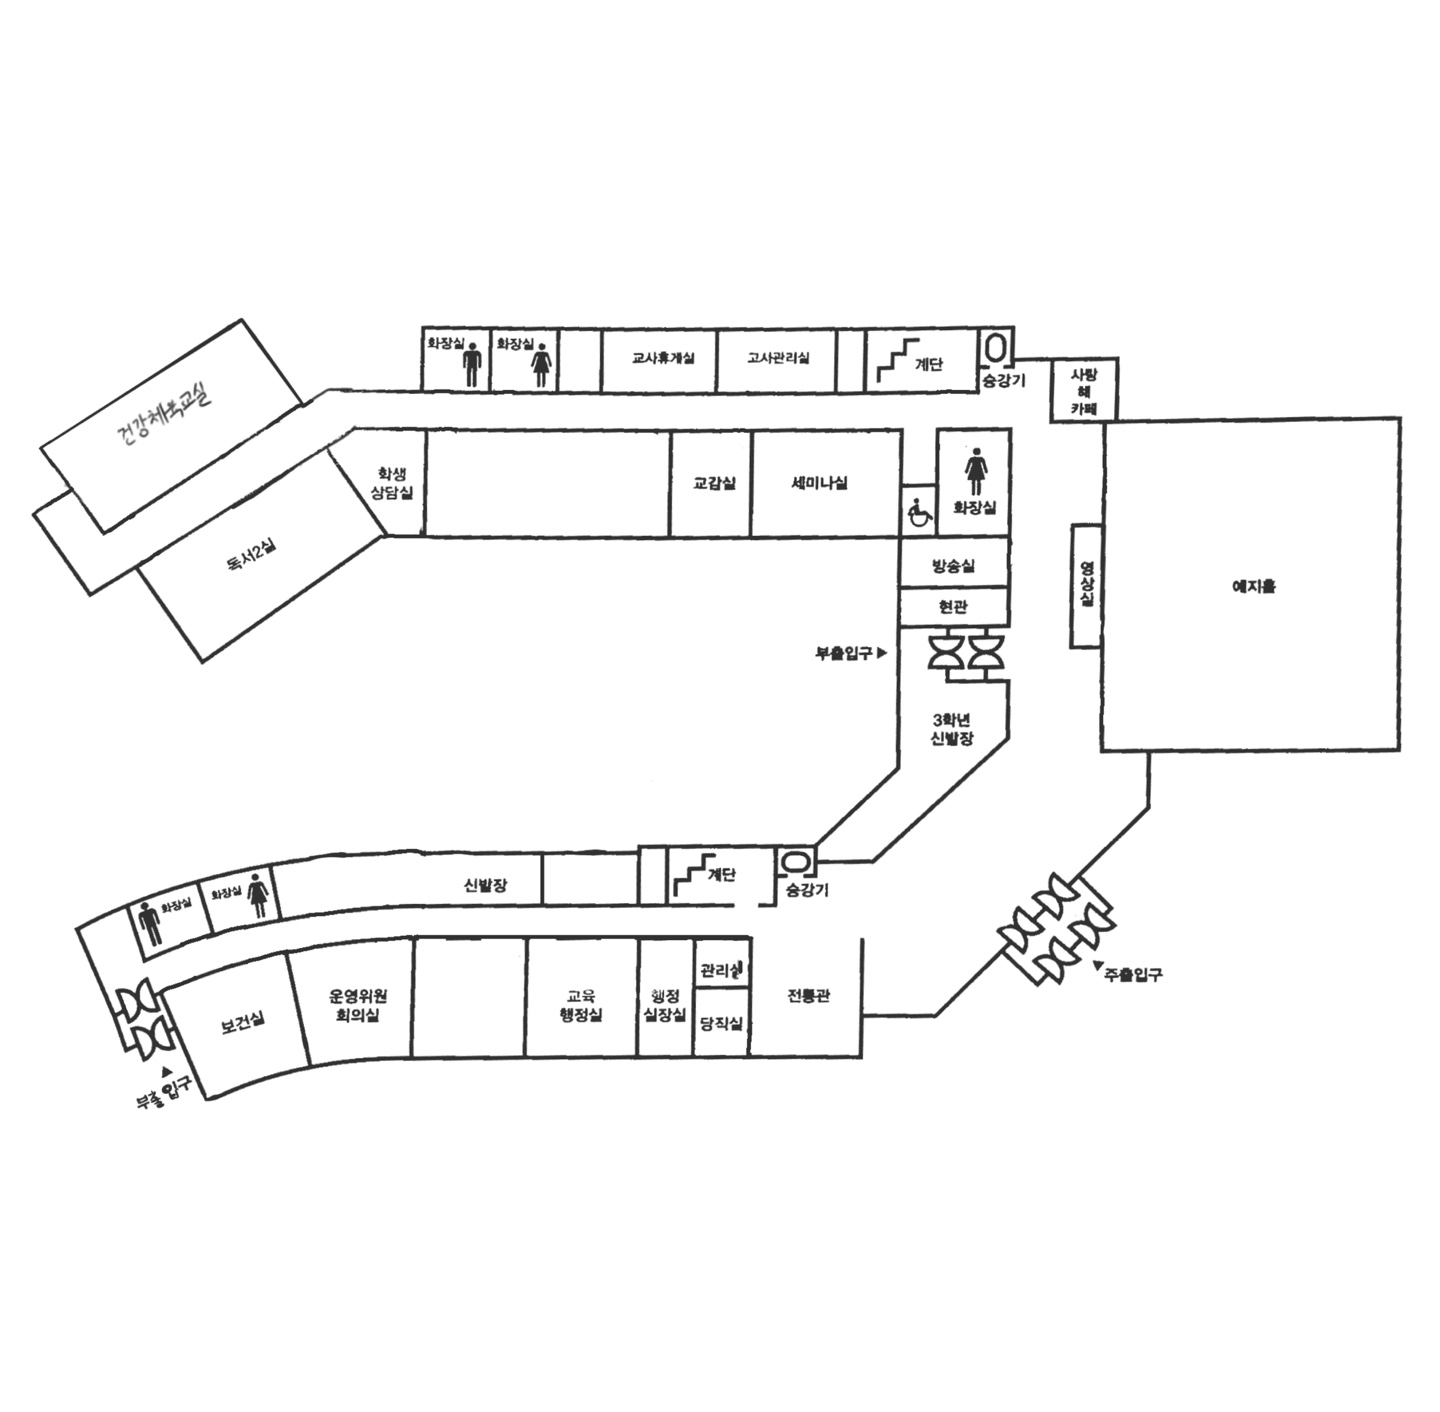 화장실
화장실
교사휴게실
고사관리실
계단
승강기
사랑
해
카페
건강체육교실
학생
상담실
교감실
세미나실
화장실
독서2실
방송실
현관
영상실
예지홀
부출입구
3학년
신발장
화장실
화장실
신발장
계단
승강기
관리실
당직실
행정
실장실
교육
행정실
전통관
운영위원
회의실
보건실
주출입구
부출입구